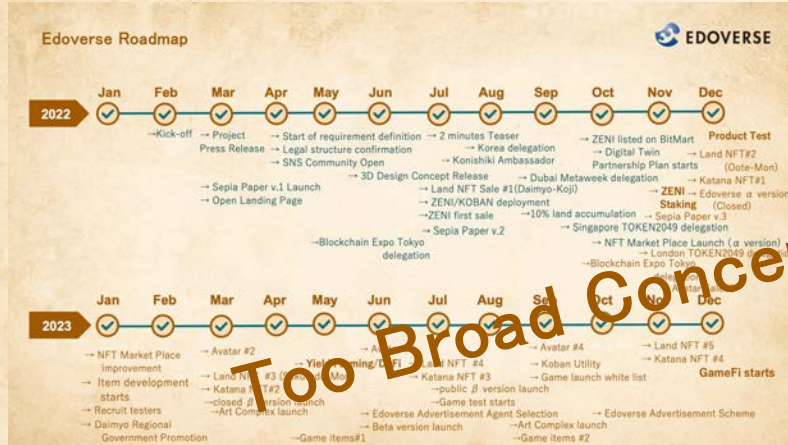 Edoverse Roadmap
EDOVERSE
Jan Feb Mar Apr May Jun Jul Aug Sep Oct Nov Dec
2022
→Kick-off
→ Project
Press Release
→ Sepia Paper v.1 Launch
→ Open Landing Page
→ Start of requirement definition
→ Legal structure confirmation
→ SNS Community Open
→Blockchain Expo Tokyo
delegation
→ 3D Design Concept Release
→ 2 minutes Teaser
→ Korea delegation
→ Konishiki Ambassador
→ Land NFT Sale #1(Daimyo-Koji)
→ ZENI/KOBAN deployment
→ZENI first sale
→ Sepia Paper v.2
→ Dubai Metaweek delegation
→10% land accumulation
→ Singapore TOKEN2049 delegation
→ ZENI listed on BitMart
→ Digital Twin
Partnership Plan starts
→ NFT Market Place Launch (α version)
→Blockchain Expo Tokyo
→ London TOKEN2049
→ ZENI
Staking
Product Test
→ Land NFT#2
(Oote-Mon)
→ Katana NFT#1
→ Edoverse α version
(Closed)
→ Sepia Paper v.3
Too Broad Conce
Jan Feb Mar Apr May Jun Jul Aug Sep Oct Nov Dec
2023
→ NFT Market Place
improvement
→ Item development
starts
→ Recruit testers
→ Daimyo Regional
Government Promotion
→ Avatar #2
→ Land NFT #3
→ Katana NFT#2
→closed β version launch
→Art Complex launch
→Game items#1
→ Yield Farming/DeFi
→ Edoverse Advertisement Agent Selection
→ Beta version launch
→ Land NFT #4
→ Katana NFT #3
→public β version launch
→Game test starts
→ Avatar #4
→ Koban Utility
→ Game launch white list
→Art Complex launch
→Game items #2
→ Land NFT #5
→ Katana NFT #4
GameFi starts
→ Edoverse Advertisement Scheme